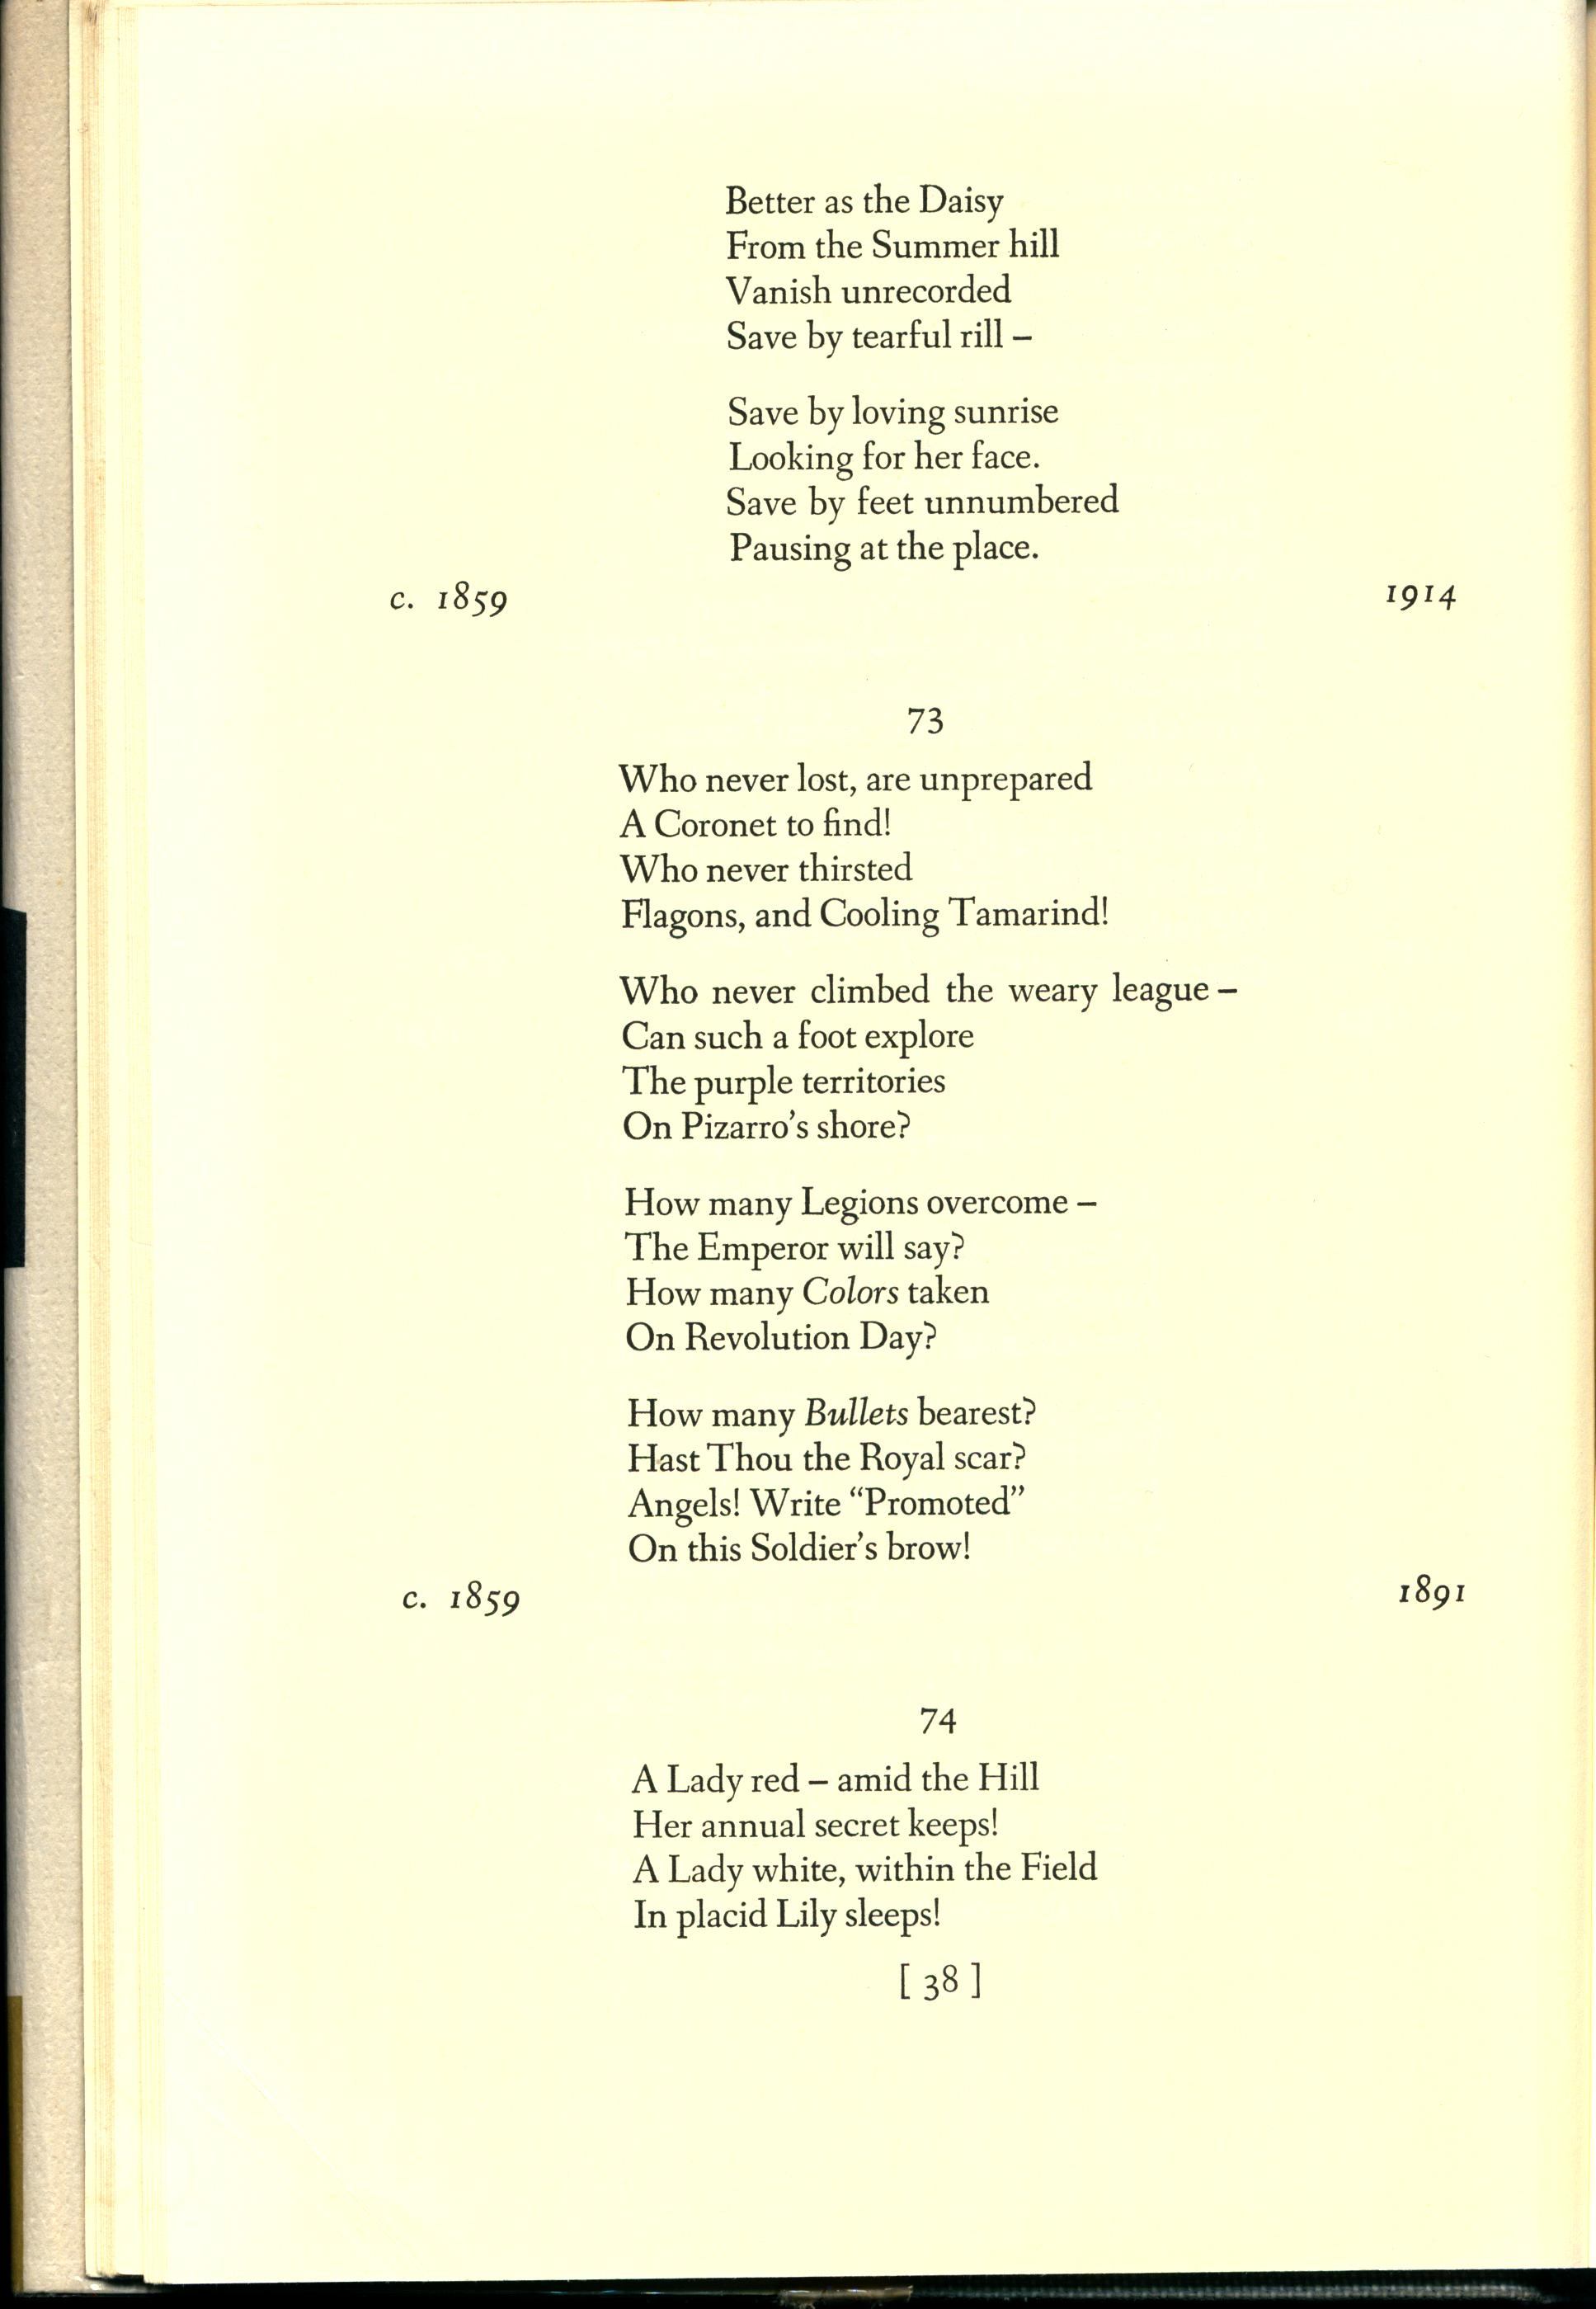 Better as the Daisy
From the Summer hill
Vanish unrecorded
Save by tearful rill –
Save by loving sunrise
Looking for her face.
Save by feet unnumbered
Pausing at the place.
c. 1859 1914
73
Who never lost, are unprepared
A Coronet to find!
Who never thirsted
Flagons, and Cooling Tamarind!
Who never climbed the weary league –
Can such a foot explore
The purple territories
On Pizarro's shore?
How many Legions overcome –
The Emperor will say?
How many Colors taken
On Revolution Day?
How many Bullets bearest?
Hast Thou the Royal scar?
Angels! Write “Promoted”
On this Soldier's brow!
c. 1859 1891
74
A Lady red – amid the Hill
Her annual secret keeps!
A Lady white, within the Field
In placid Lily sleeps!
[ 38 ]